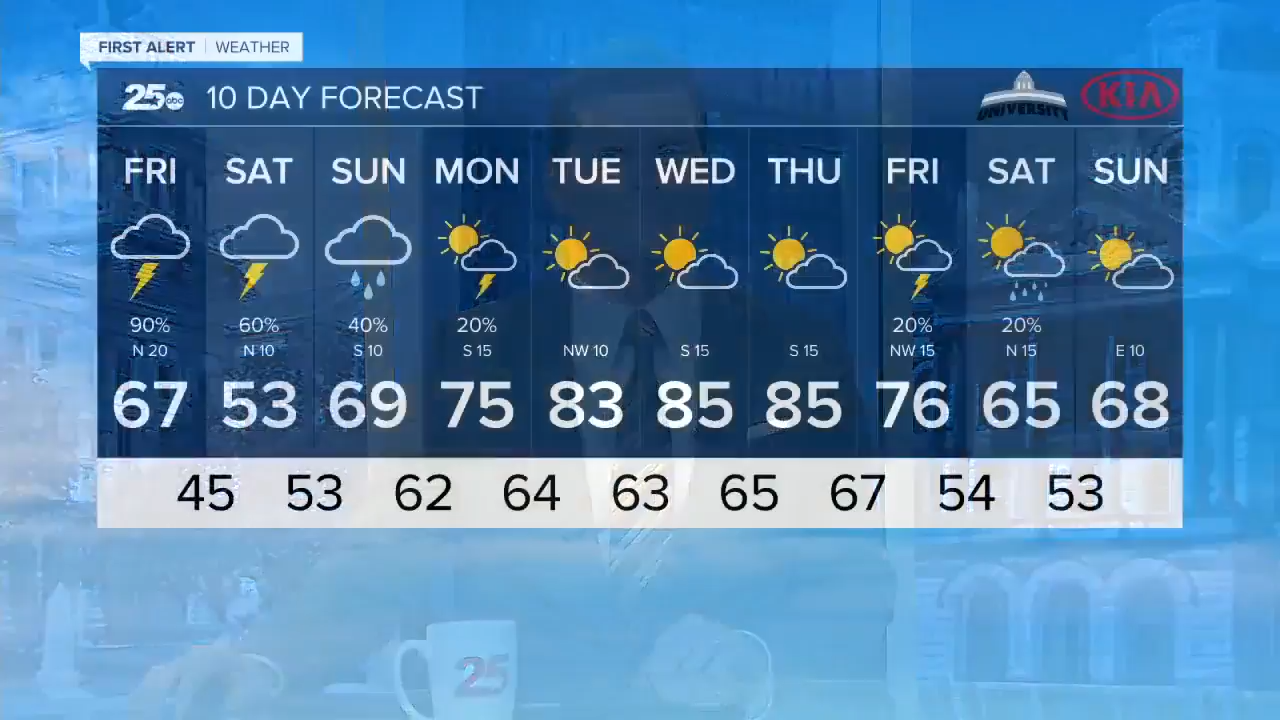 FIRST ALERT | WEATHER
25 abc 10 DAY FORECAST UNIVERSITY KIA
FRI SAT SUN MON TUE WED THU FRI SAT SUN
90% 60% 40% 20% 20% 20%
N 20 N 10 S 10 S 15 NW 10 S 15 S 15 NW 15 N 15 E 10
67 53 69 75 83 85 85 76 65 68
45 53 62 64 63 65 67 54 53
25